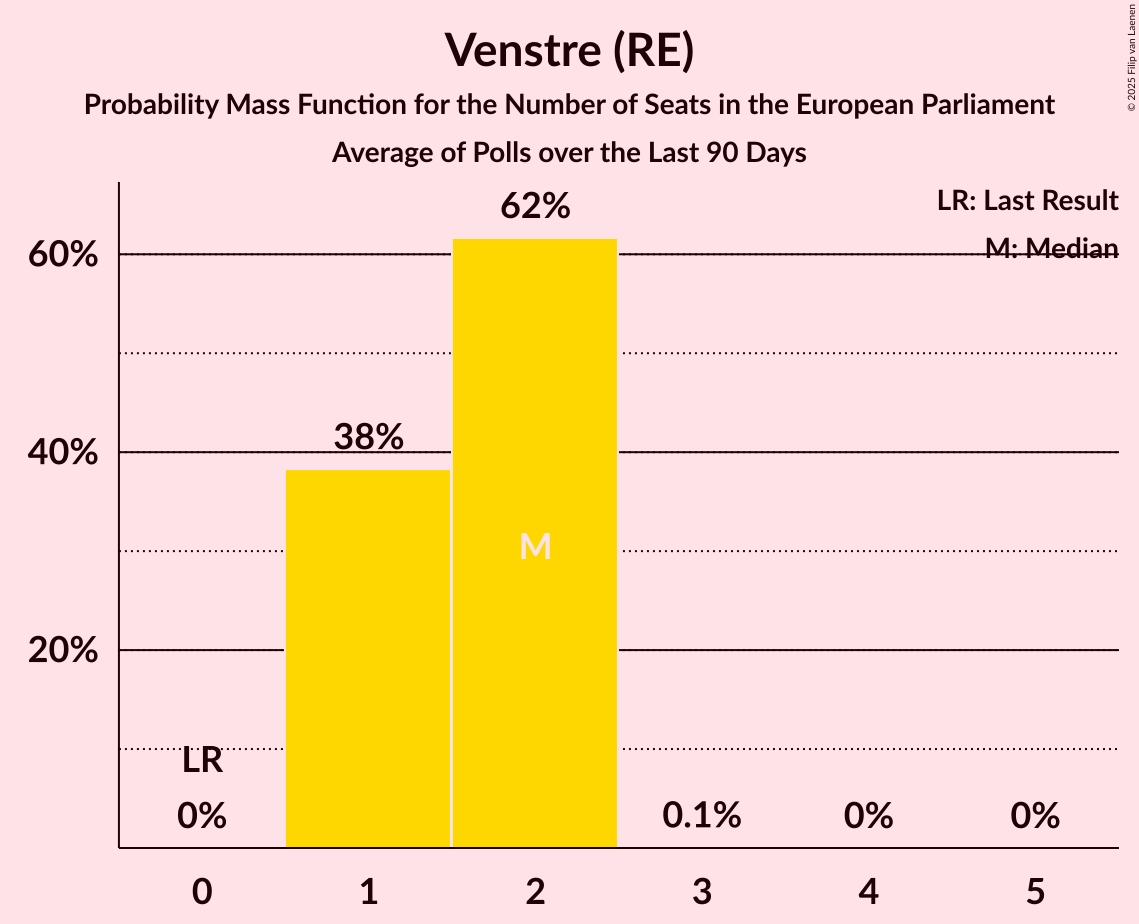 Venstre (RE)
Probability Mass Function for the Number of Seats in the European Parliament
Average of Polls over the Last 90 Days
© 2025 Filip van Laenen
LR: Last Result
M: Median
62%
60%
38%
40%
M
20%
LR
0%
0.1%
0%
0%
0 1 2 3 4 5